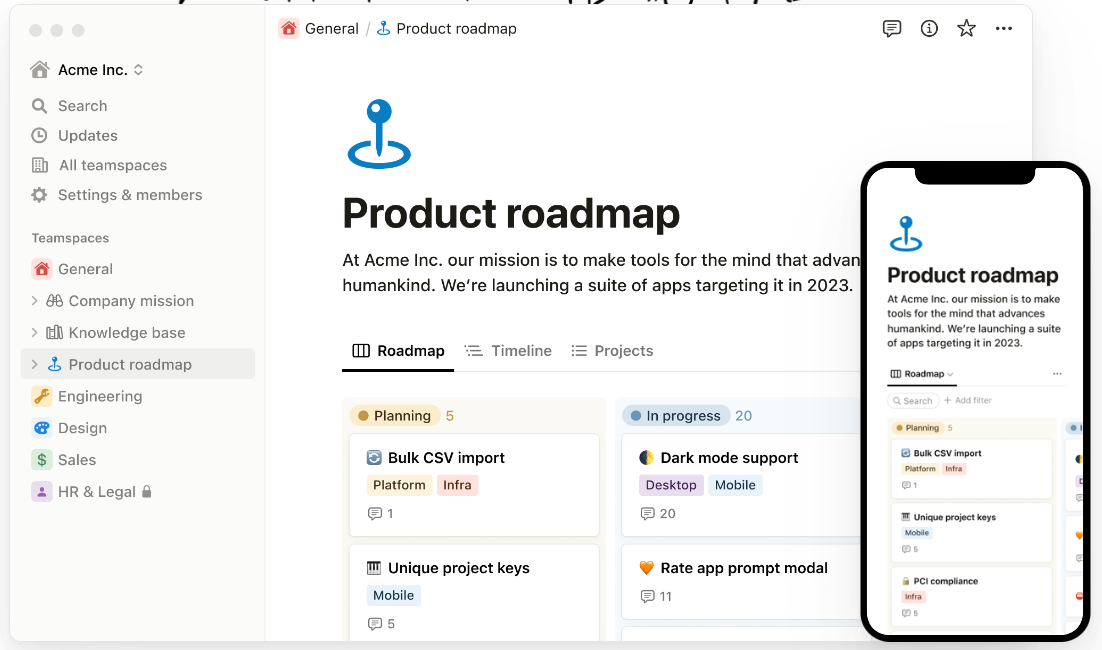 General / Product roadmap
Acme Inc.
Search
Updates
All teamspaces
Settings & members
Teamspaces
General
Company mission
Knowledge base
Product roadmap
Engineering
Design
$ Sales
HR & Legal
Product roadmap
At Acme Inc. our mission is to make tools for the mind that advan
humankind. We’re launching a suite of apps targeting it in 2023.
Roadmap Timeline Projects
Planning 5
Bulk CSV import
Platform Infra
1
Unique project keys
Mobile
5
In progress 20
Dark mode support
Desktop Mobile
20
Rate app prompt modal
11
Product roadmap
At Acme Inc. our mission is to make
tools for the mind that advances
humankind. We’re launching a suite
of apps targeting it in 2023.
Roadmap
Search + Add filter
Planning 5
Bulk CSV import
Platform Infra
1
Unique project keys
Mobile
5
PCI compliance
Infra
5